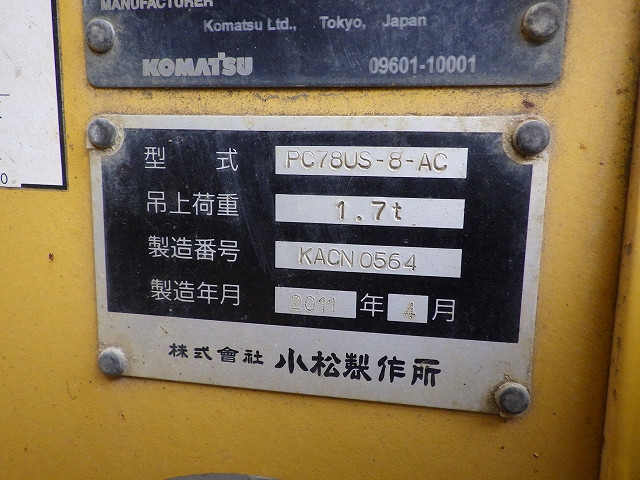 MANUFACTURER
Komatsu Ltd., Tokyo, Japan
KOMATSU 09601-10001
0
型 式 PC78US-8-AC
吊上荷重 1.7t
製造番号 KACN0564
製造年月 2011 年 4 月
株式會社 小松製作所